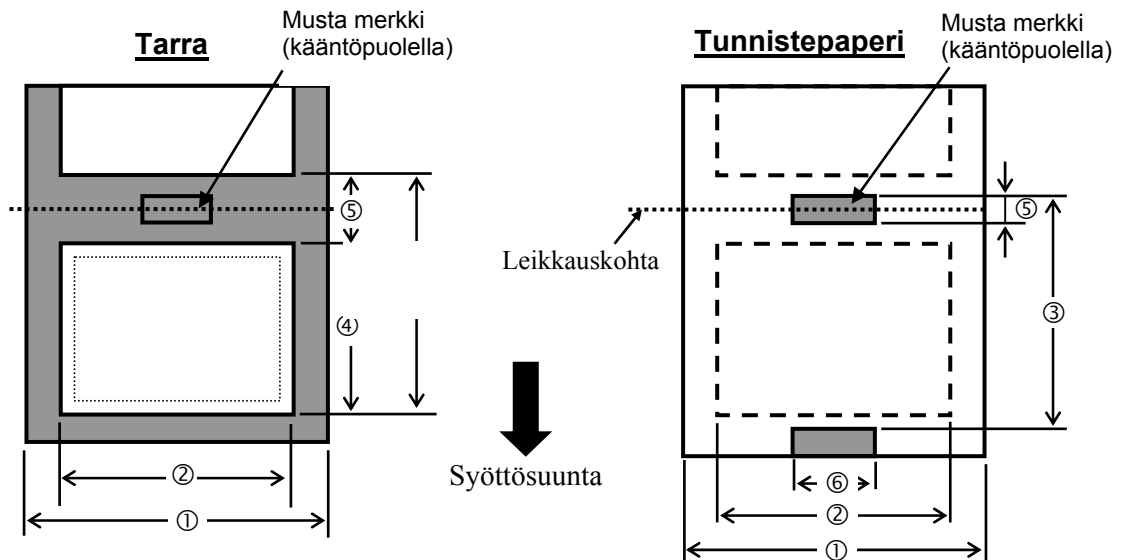 Tarra
Musta merkki
(kääntöpuolella)
⑤
④
②
①
Tunnistepaperi
Musta merkki
(kääntöpuolella)
Leikkauskohta
Syöttösuunta
⑤
③
⑥
②
①